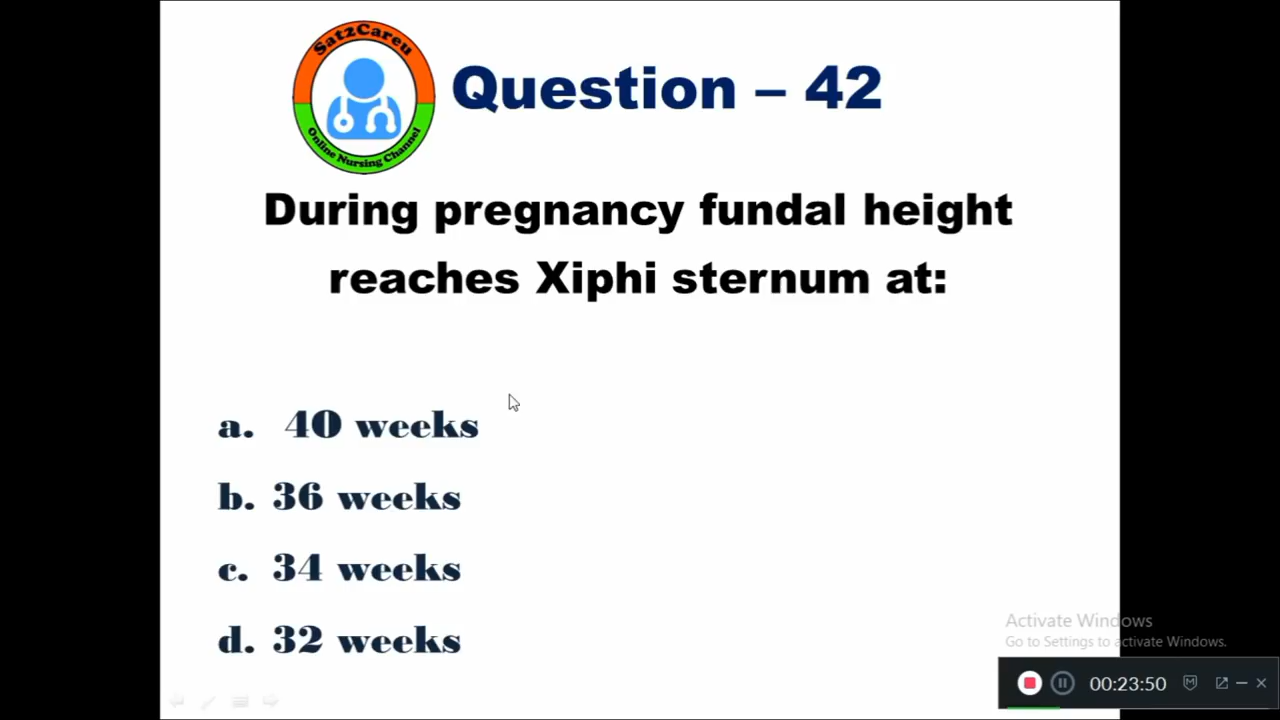 Sat2Careu
Online Nursing Channel
Question – 42
During pregnancy fundal height
reaches Xiphi sternum at:
a. 40 weeks
b. 36 weeks
c. 34 weeks
d. 32 weeks
Activate Windows
Go to Settings to activate Windows.
00:23:50